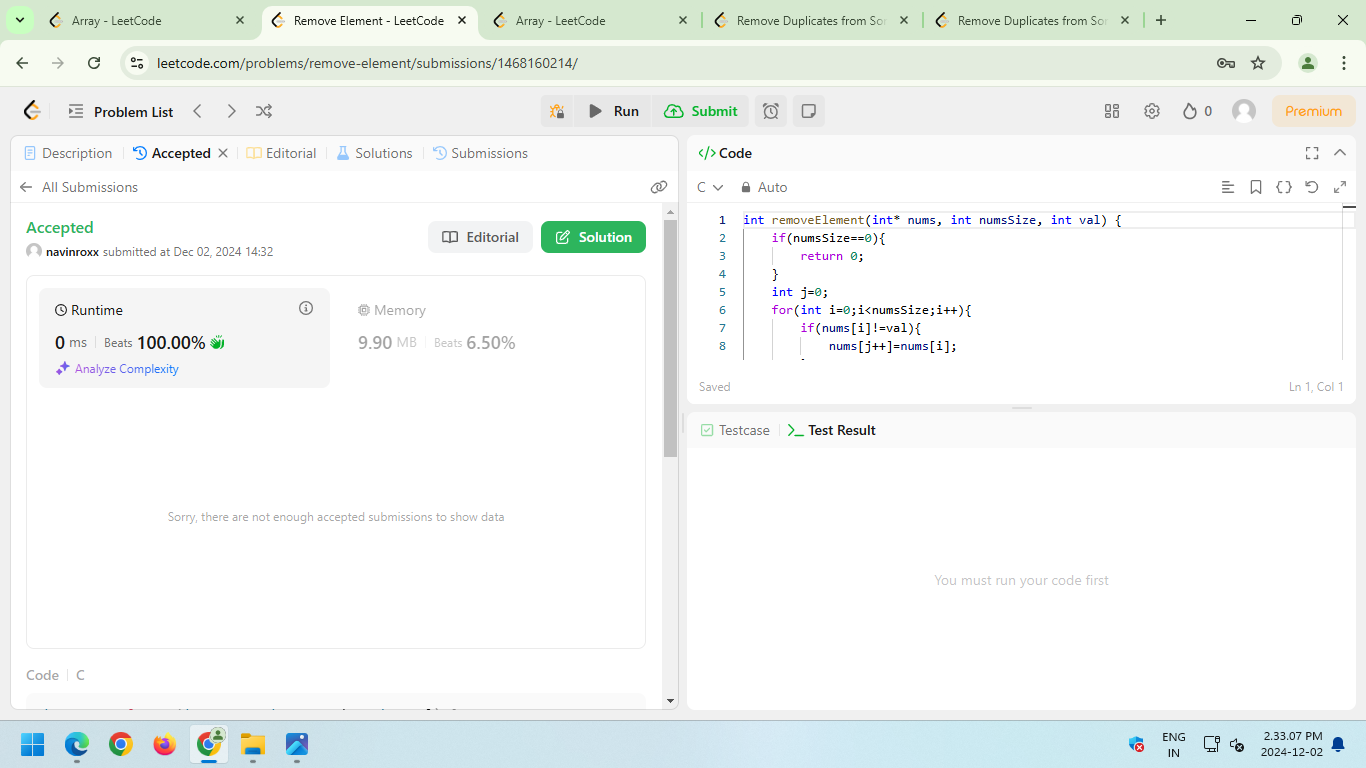 Array - LeetCode
Remove Element - LeetCode
Array - LeetCode
Remove Duplicates from Sor
Remove Duplicates from Sor
leetcode.com/problems/remove-element/submissions/1468160214/
Problem List
Run
Submit
0
Premium
Description
Accepted
Editorial
Solutions
Submissions
All Submissions
Accepted
navinroxx submitted at Dec 02, 2024 14:32
Editorial
Solution
Runtime
0 ms Beats 100.00%
Analyze Complexity
Memory
9.90 MB Beats 6.50%
Sorry, there are not enough accepted submissions to show data
Code C
</> Code
C Auto
1 int removeElement(int* nums, int numsSize, int val) {
2 if(numsSize==0){
3 return 0;
4 }
5 int j=0;
6 for(int i=0;i<numsSize;i++){
7 if(nums[i]!=val){
8 nums[j++]=nums[i];
Saved
Ln 1, Col 1
Testcase
Test Result
You must run your code first
ENG
IN
2.33.07 PM
2024-12-02